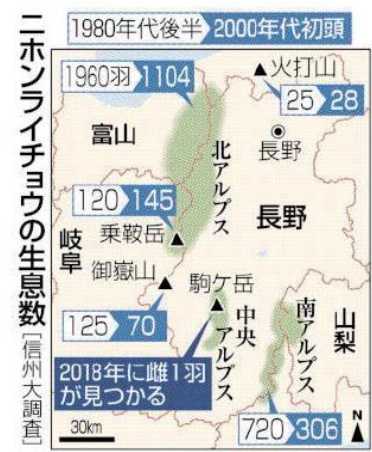 ニホンライチョウの生息数[信州大調査]
1980年代後半 2000年代初頭
1960羽 1104
火打山
25 28
富山
長野
北アルプス
長野
120 145
乗鞍岳
岐阜
御嶽山
駒ケ岳
125 70
中央アルプス
南アルプス
山梨
2018年に雌1羽
が見つかる
720 306
30km
N